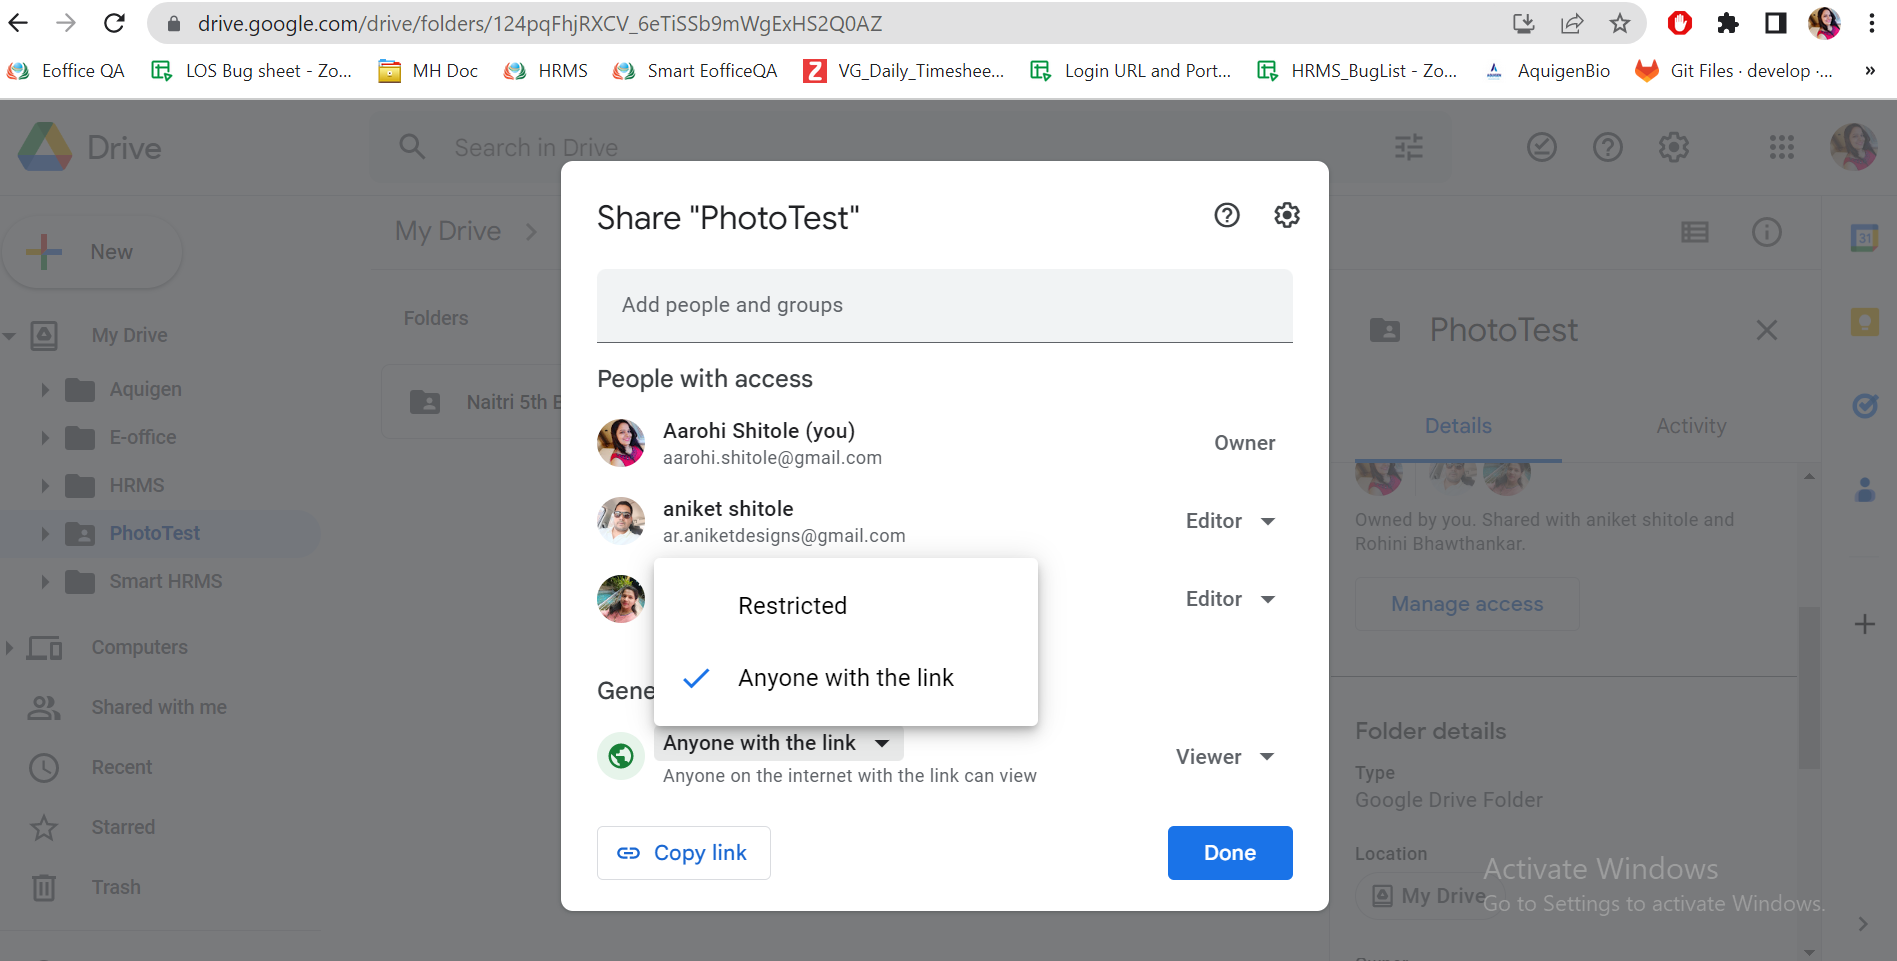 drive.google.com/drive/folders/124pqFhjRXCV_6eTiSSb9mWgExHS2Q0AZ
Eoffice QA
LOS Bug sheet - Zo...
MH Doc
HRMS
Smart EofficeQA
VG_Daily_Timeshee...
Login URL and Port...
HRMS_BugList - Zo...
AquigenBio
Git Files · develop ·...
»
Drive
Search in Drive
New
My Drive
Aquigen
E-office
HRMS
PhotoTest
Smart HRMS
Computers
Shared with me
Recent
Starred
Trash
My Drive
Folders
Naitri 5th
Share "PhotoTest"
Add people and groups
People with access
Aarohi Shitole (you)
aarohi.shitole@gmail.com
Owner
aniket shitole
ar.aniketdesigns@gmail.com
Editor
Editor
Restricted
Anyone with the link
Gene
Anyone with the link
Anyone on the internet with the link can view
Viewer
Copy link
Done
31
PhotoTest
Details
Activity
Owned by you. Shared with aniket shitole and
Rohini Bhawthankar.
Manage access
Folder details
Type
Google Drive Folder
Location
My Drive
Activate Windows
Go to Settings to activate Windows.